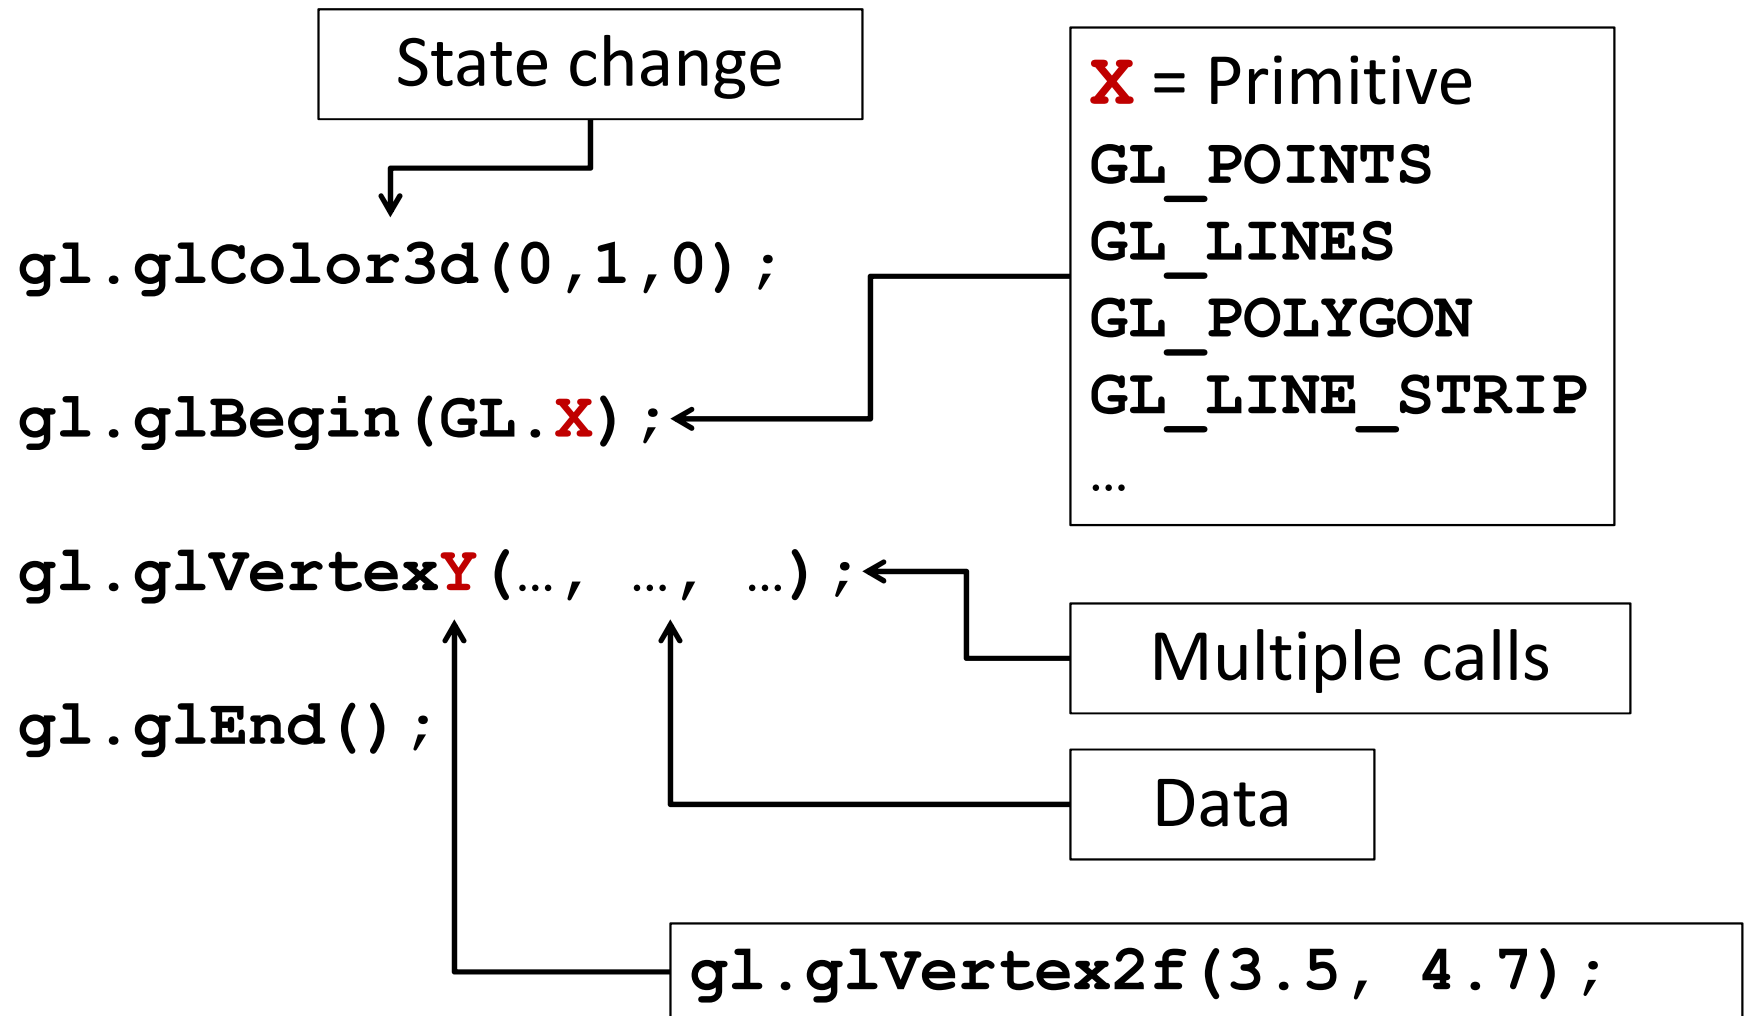 State change
X = Primitive
GL_POINTS
GL_LINES
GL_POLYGON
GL_LINE_STRIP
…
gl.glColor3d(0,1,0);
gl.glBegin(GL.X);
gl.glVertexY(…, …, …);
gl.glEnd();
Multiple calls
Data
gl.glVertex2f(3.5, 4.7);